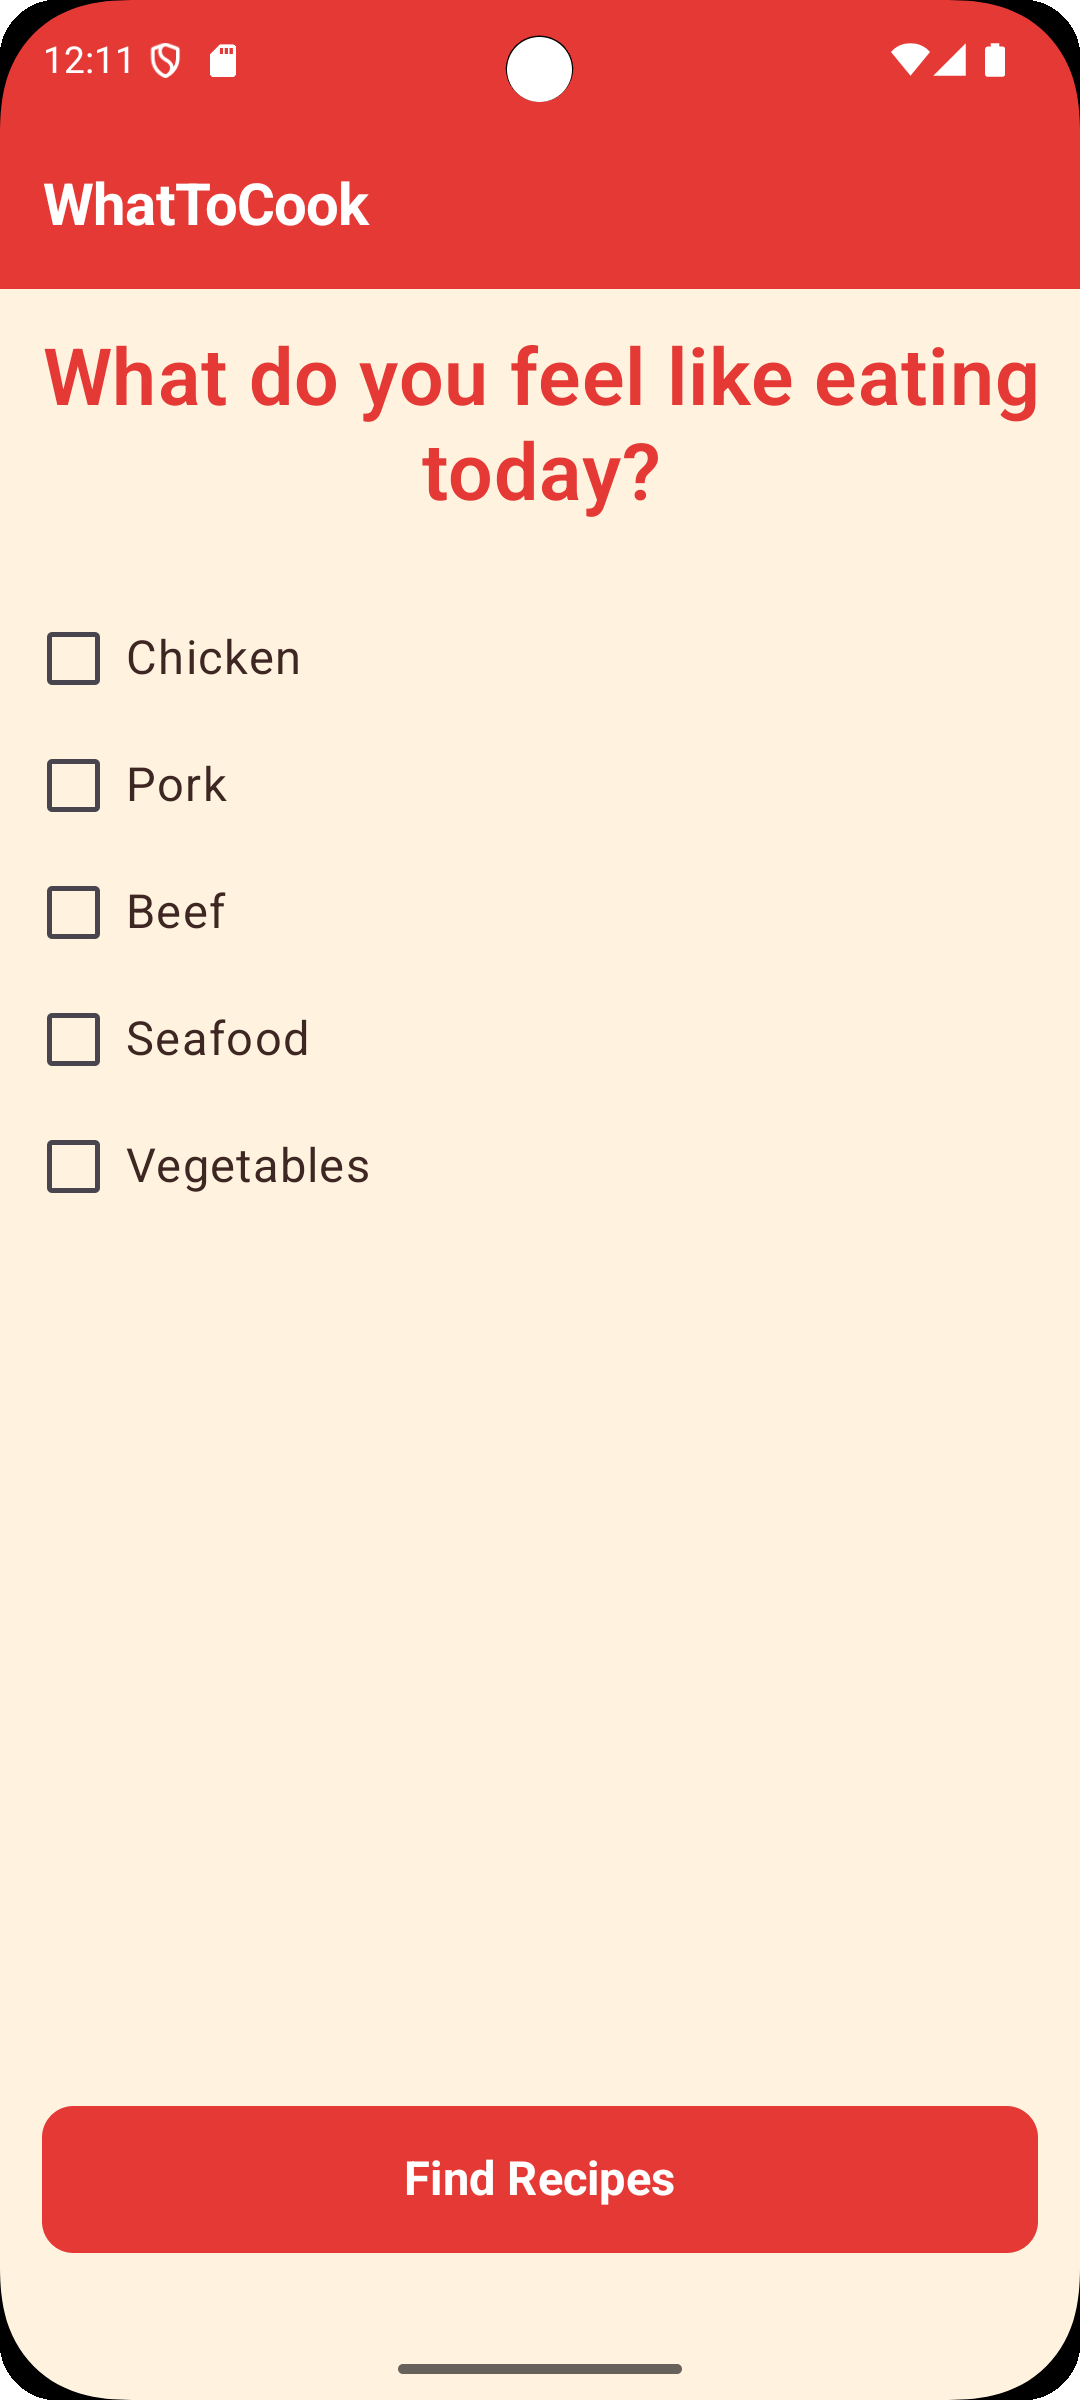 12:11
WhatToCook
What do you feel like eating
today?
Chicken
Pork
Beef
Seafood
Vegetables
Find Recipes